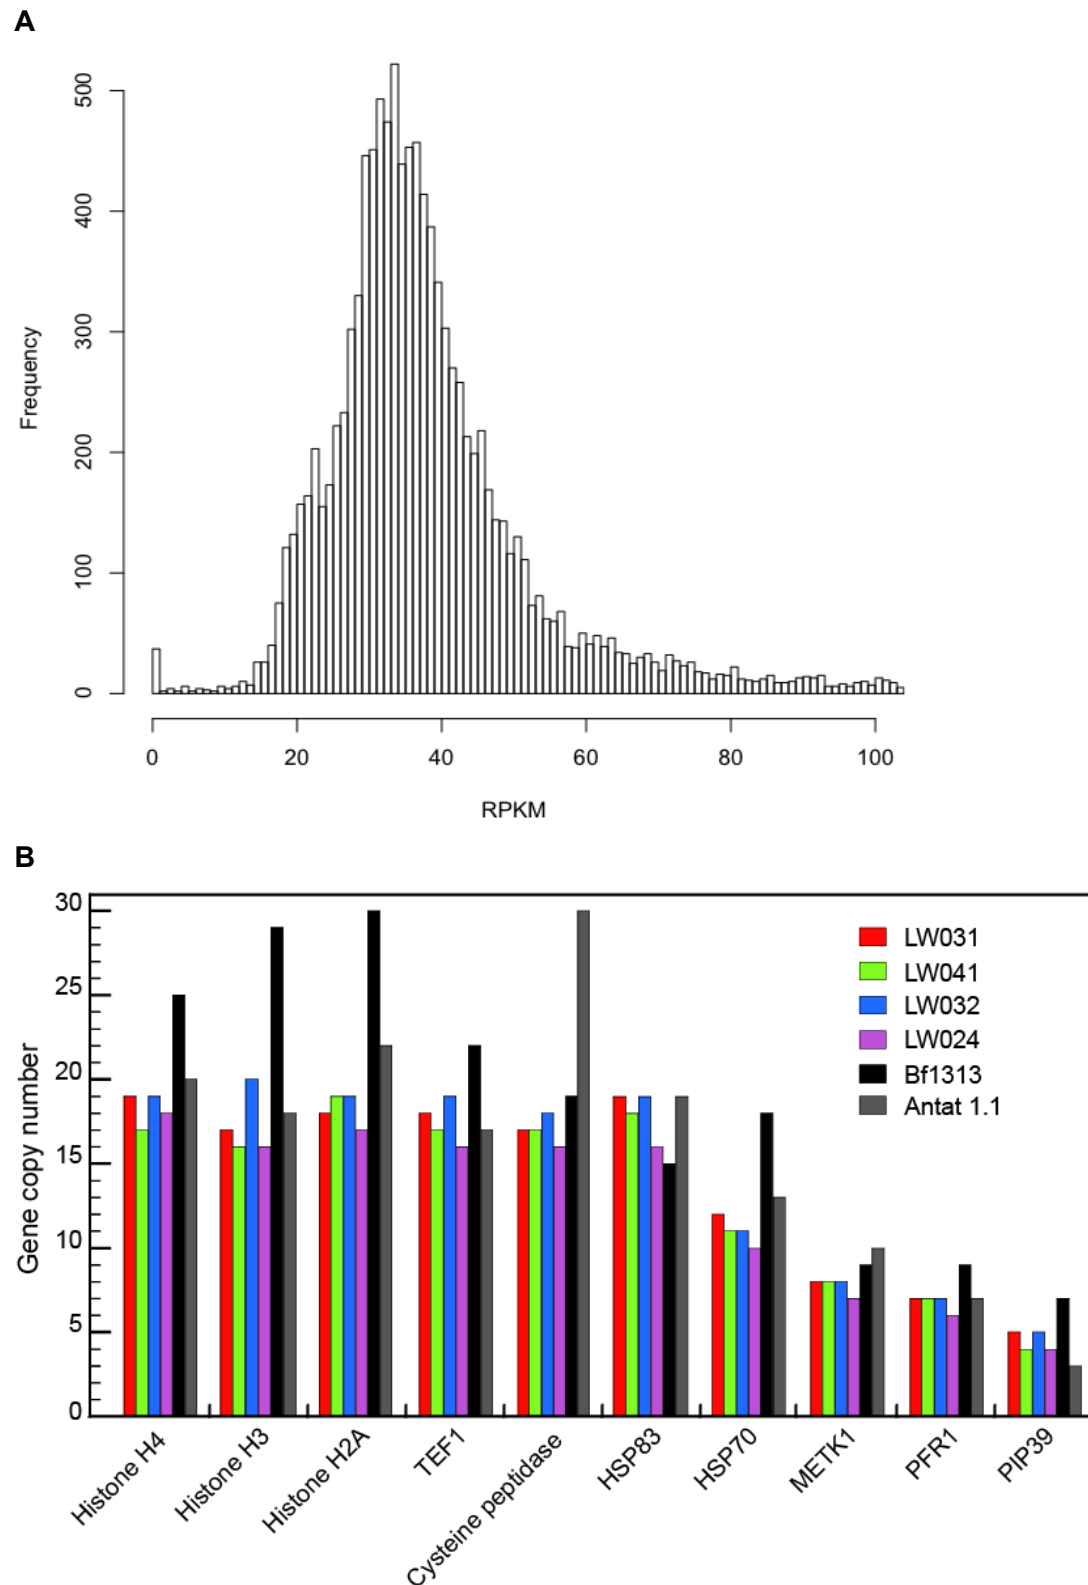 A
500
400
300
200
100
0
Frequency
0 20 40 60 80 100
RPKM
B
30
25
20
15
10
5
0
Gene copy number
LW031
LW041
LW032
LW024
Bf1313
Antat 1.1
Histone H4
Histone H3
Histone H2A
TEF1
Cysteine peptidase
HSP83
HSP70
METK1
PFR1
PIP39